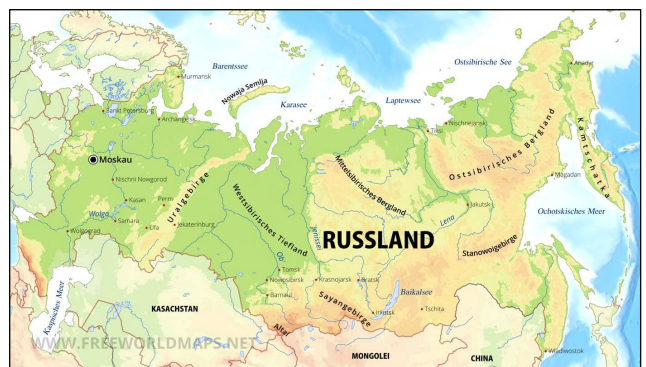 Barentssee
Ostsibirische See
Murmansk
Nowaja Semlja
Karasee
Laptewsee
Anadyr
Sankt Petersburg
Archangelsk
Tiksi
Nischnejansk
Kamtschatka
Ostsibirisches Bergland
Moskau
Mittelsibirisches Bergland
Magadan
Nischni Nowgorod
Uralgebirge
Westsibirisches Tiefland
Kasan
Perm
Jakutsk
Wolga
Samara
Ufa
Jekaterinburg
Lena
Ochotskisches Meer
Wolgograd
Jenissei
RUSSLAND
Stanowoigebirge
Ob
Tomsk
Nowosibirsk
Krasnojarsk
Bratsk
Baikalsee
Barnaul
Sayangebirge
Kaspisches Meer
KASACHSTAN
Irkutsk
Tschita
Altai
WWW.FREEWORLDMAPS.NET
MONGOLEI
CHINA
Wladiwostok